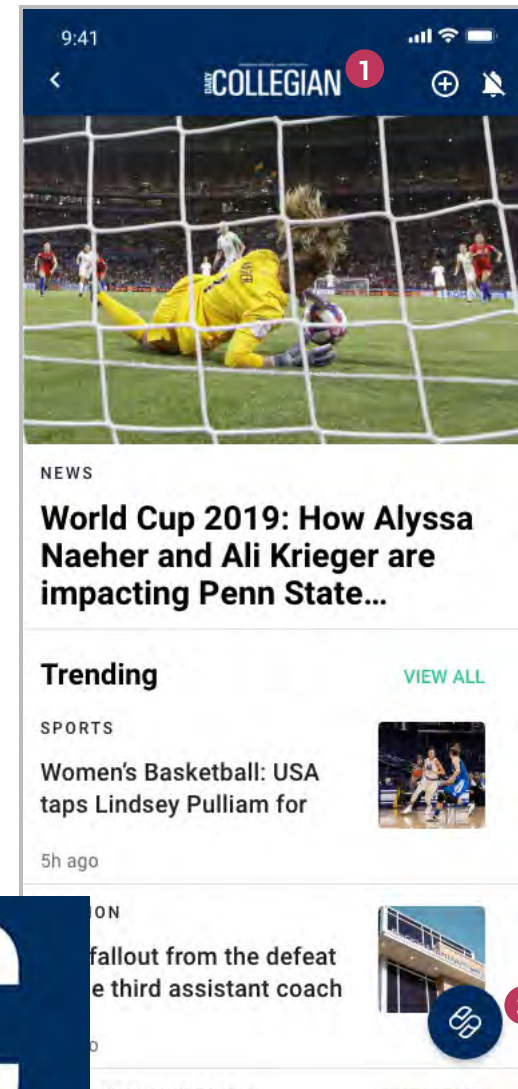 9:41
DAILY COLLEGIAN
1
NEWS
World Cup 2019: How Alyssa
Naeher and Ali Krieger are
impacting Penn State...
Trending
VIEW ALL
SPORTS
Women's Basketball: USA
taps Lindsey Pulliam for
5h ago
ION
fallout from the defeat
e third assistant coach
o